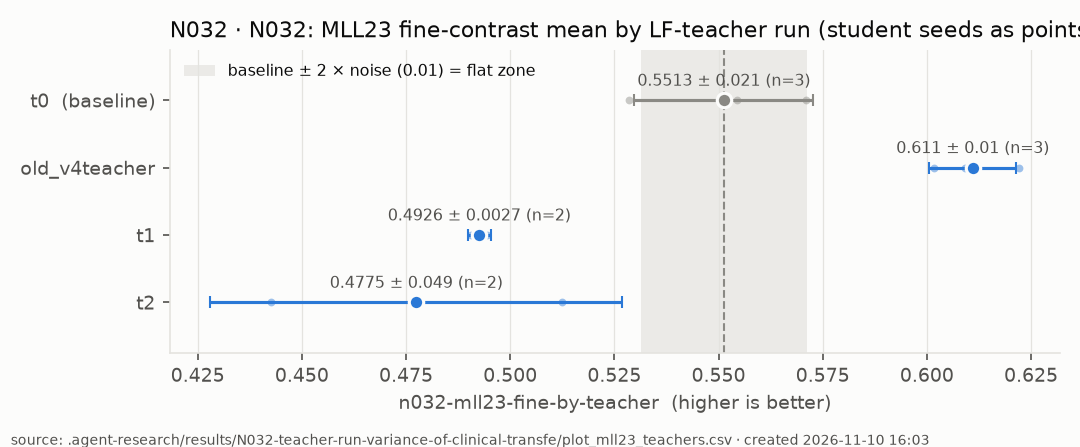 N032 · N032: MLL23 fine-contrast mean by LF-teacher run (student seeds as points
baseline ± 2 × noise (0.01) = flat zone
0.5513 ± 0.021 (n=3)
t0 (baseline)
0.611 ± 0.01 (n=3)
old_v4teacher
0.4926 ± 0.0027 (n=2)
t1
0.4775 ± 0.049 (n=2)
t2
0.425 0.450 0.475 0.500 0.525 0.550 0.575 0.600 0.625
n032-mll23-fine-by-teacher (higher is better)
source: .agent-research/results/N032-teacher-run-variance-of-clinical-transfe/plot_mll23_teachers.csv · created 2026-11-10 16:03